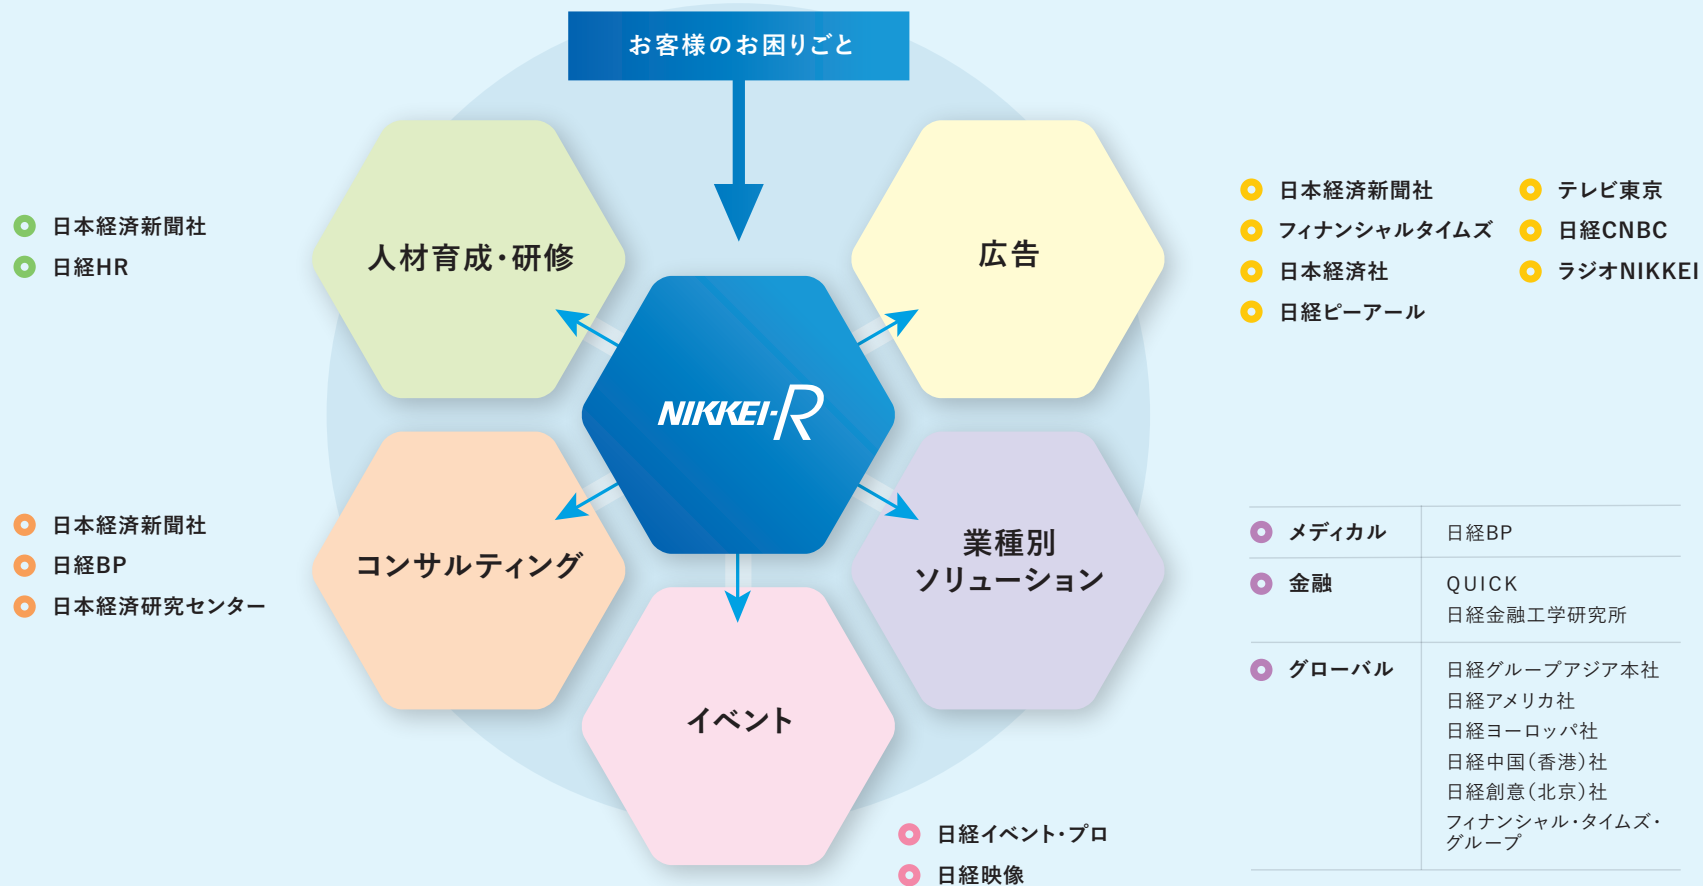 お客様のお困りごと
人材育成・研修
日本経済新聞社
日経HR
広告
日本経済新聞社
フィナンシャルタイムズ
日本経済社
日経ピーアール
テレビ東京
日経CNBC
ラジオNIKKEI
NIKKEI-R
コンサルティング
日本経済新聞社
日経BP
日本経済研究センター
業種別
ソリューション
メディカル 日経BP
金融 QUICK
日経金融工学研究所
グローバル 日経グループアジア本社
日経アメリカ社
日経ヨーロッパ社
日経中国(香港)社
日経創意(北京)社
フィナンシャル・タイムズ・
グループ
イベント
日経イベント・プロ
日経映像